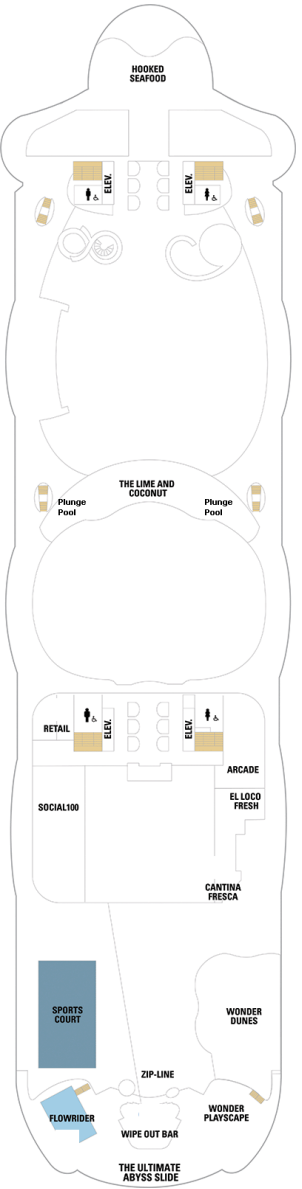 HOOKED
SEAFOOD
ELEV.
ELEV.
THE LIME AND
COCONUT
Plunge
Pool
Plunge
Pool
RETAIL
ELEV.
ELEV.
ARCADE
SOCIAL100
EL LOCO
FRESH
CANTINA
FRESCA
SPORTS
COURT
WONDER
DUNES
ZIP-LINE
FLOWRIDER
WONDER
PLAYSCAPE
WIPE OUT BAR
THE ULTIMATE
ABYSS SLIDE